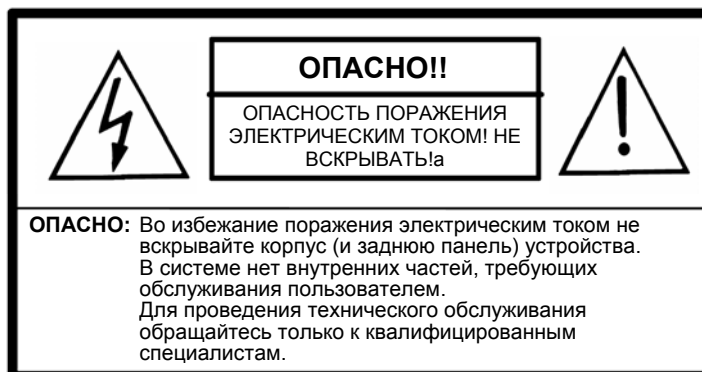 ОПАСНО!!
ОПАСНОСТЬ ПОРАЖЕНИЯ
ЭЛЕКТРИЧЕСКИМ ТОКОМ! НЕ
ВСКРЫВАТЬ!а
ОПАСНО: Во избежание поражения электрическим током не
вскрывайте корпус (и заднюю панель) устройства.
В системе нет внутренних частей, требующих
обслуживания пользователем.
Для проведения технического обслуживания
обращайтесь только к квалифицированным
специалистам.